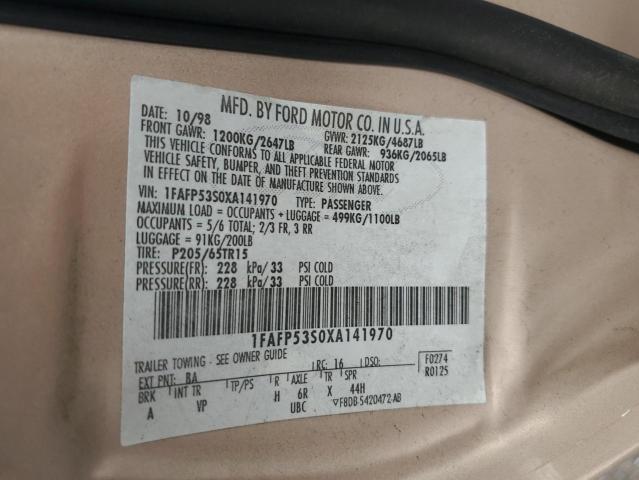 MFD. BY FORD MOTOR CO. IN U.S.A.
DATE: 10/98 GVWR: 2125KG/4687LB
FRONT GAWR: 1200KG/2647LB REAR GAWR: 936KG/2065LB
THIS VEHICLE CONFORMS TO ALL APPLICABLE FEDERAL MOTOR
VEHICLE SAFETY, BUMPER, AND THEFT PREVENTION STANDARDS
IN EFFECT ON THE DATE OF MANUFACTURE SHOWN ABOVE.
VIN: 1FAFP53S0XA141970 TYPE: PASSENGER
MAXIMUM LOAD = OCCUPANTS + LUGGAGE = 499KG/1100LB
OCCUPANTS = 5/6 TOTAL; 2/3 FR, 3 RR
LUGGAGE = 91KG/200LB
TIRE: P205/65TR15
PRESSURE(FR): 228 kPa/33 PSI COLD
PRESSURE(RR): 228 kPa/33 PSI COLD
1FAFP53S0XA141970
TRAILER TOWING - SEE OWNER GUIDE
EXT PNT: BA RC: 16 DSO: F0274
BRK INT TR TP/PS R AXLE TR SPR R0125
A VP H 6R X 44H
UBC ▽F8DB-5420472-AB